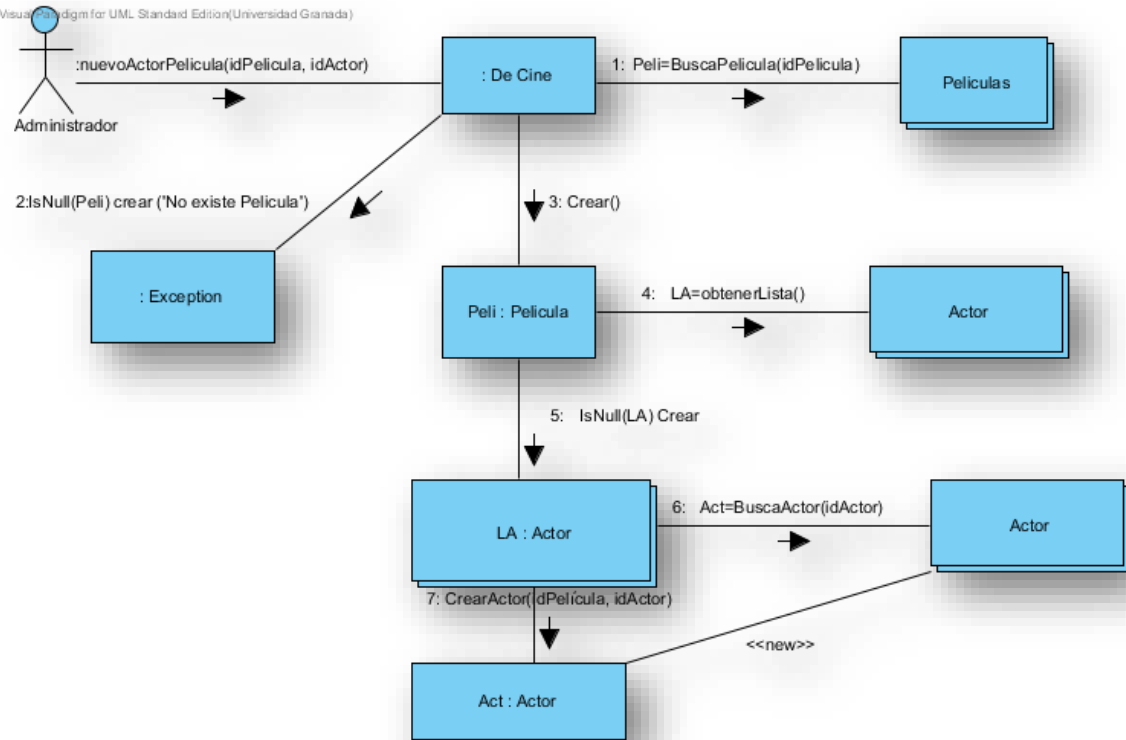 Visual Paradigm for UML Standard Edition(Universidad Granada)
:nuevoActorPelicula(idPelicula, idActor)
: De Cine
1: Peli=BuscaPelicula(idPelicula)
Peliculas
Administrador
2:IsNull(Peli) crear ("No existe Pelicula")
3: Crear()
: Exception
Peli : Pelicula
4: LA=obtenerLista()
Actor
5: IsNull(LA) Crear
LA : Actor
6: Act=BuscaActor(idActor)
Actor
7: CrearActor(idPelícula, idActor)
<<new>>
Act : Actor